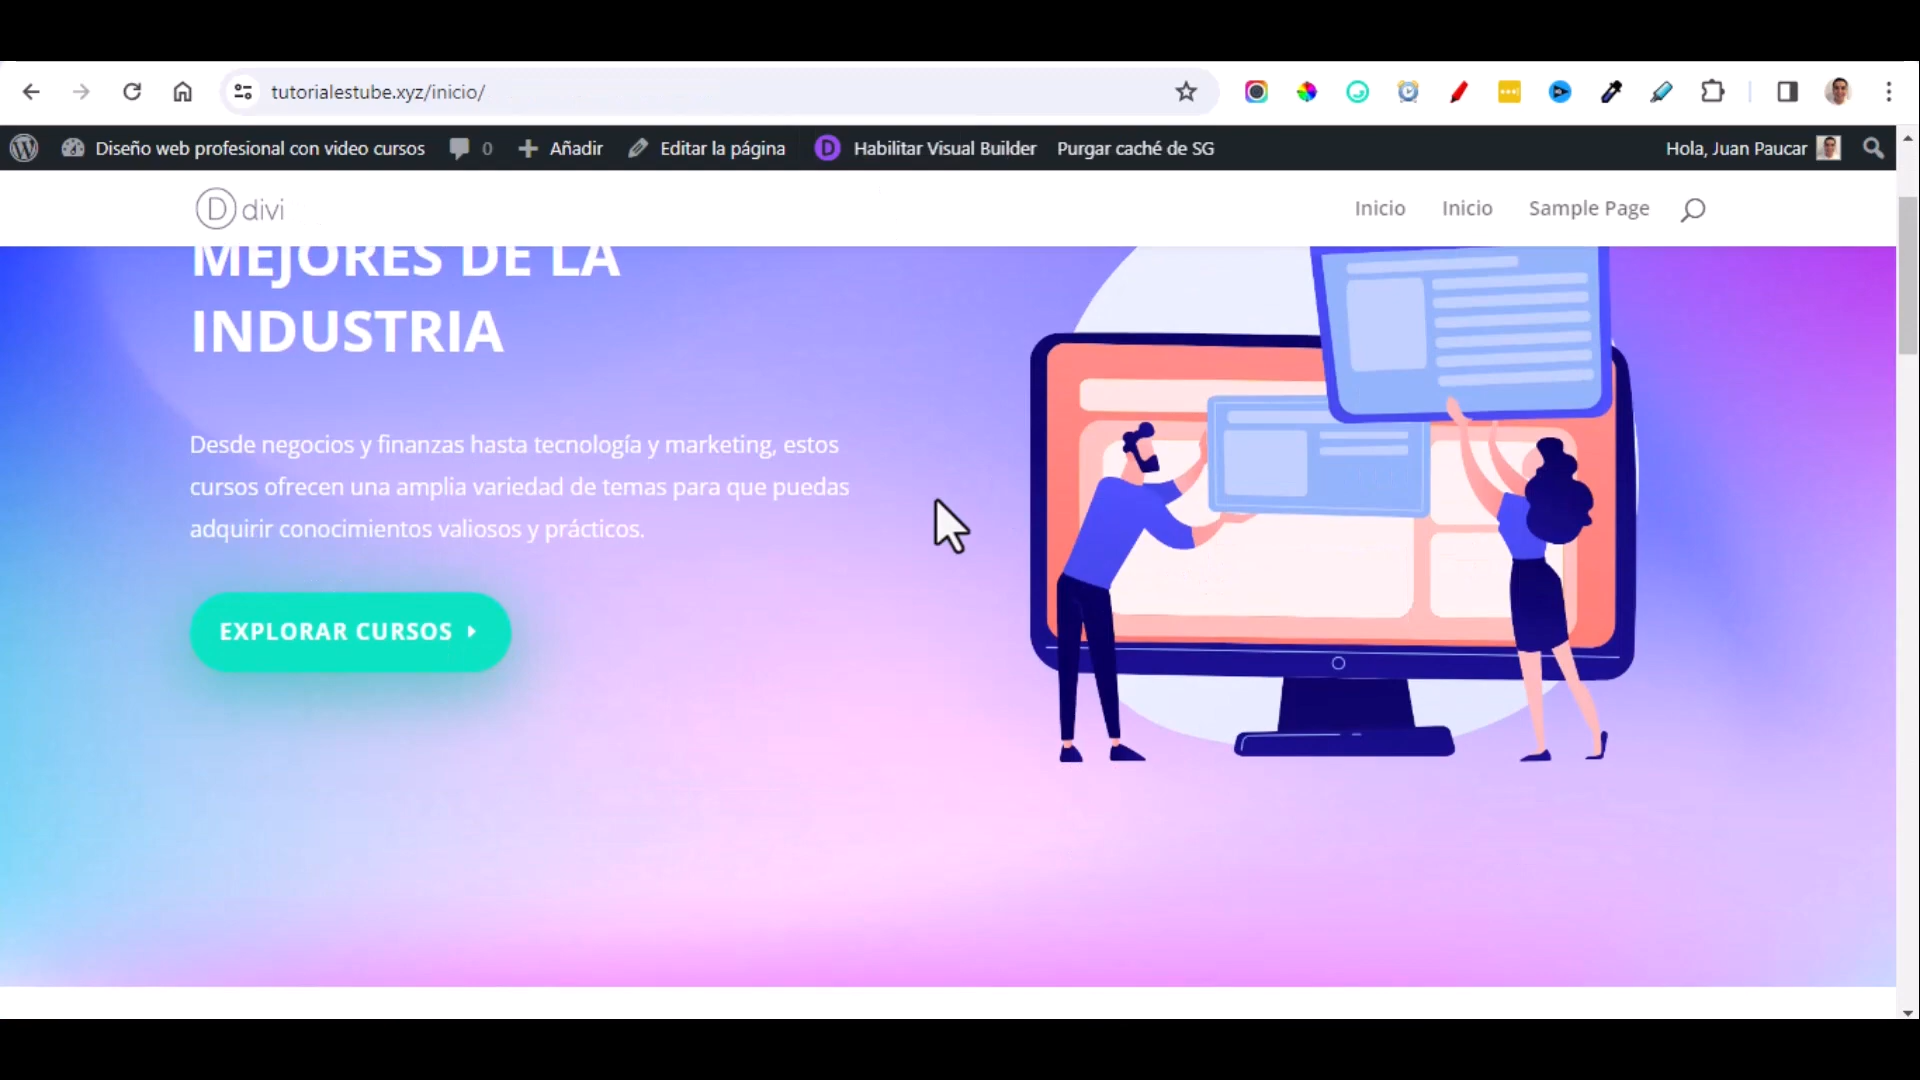 tutorialestube.xyz/inicio/
Diseño web profesional con video cursos 0 Añadir Editar la página D Habilitar Visual Builder Purgar caché de SG Hola, Juan Paucar
D divi Inicio Inicio Sample Page
MEJORES DE LA
INDUSTRIA
Desde negocios y finanzas hasta tecnología y marketing, estos
cursos ofrecen una amplia variedad de temas para que puedas
adquirir conocimientos valiosos y prácticos.
EXPLORAR CURSOS